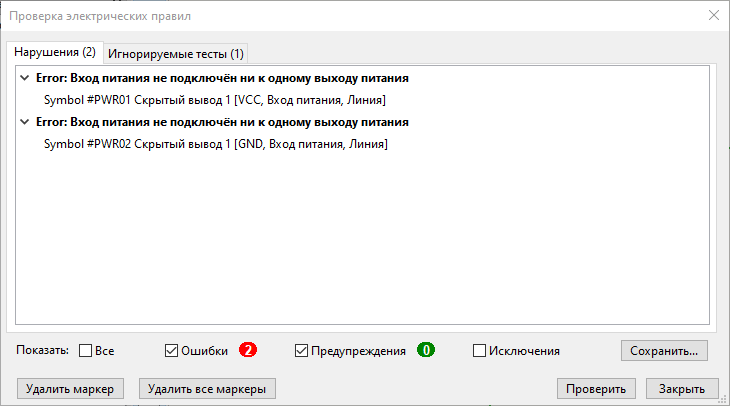 Проверка электрических правил
Нарушения (2)
Игнорируемые тесты (1)
Error: Вход питания не подключён ни к одному выходу питания
Symbol #PWR01 Скрытый вывод 1 [VCC, Вход питания, Линия]
Error: Вход питания не подключён ни к одному выходу питания
Symbol #PWR02 Скрытый вывод 1 [GND, Вход питания, Линия]
Показать: Все Ошибки 2 Предупреждения 0 Исключения Сохранить...
Удалить маркер Удалить все маркеры Проверить Закрыть